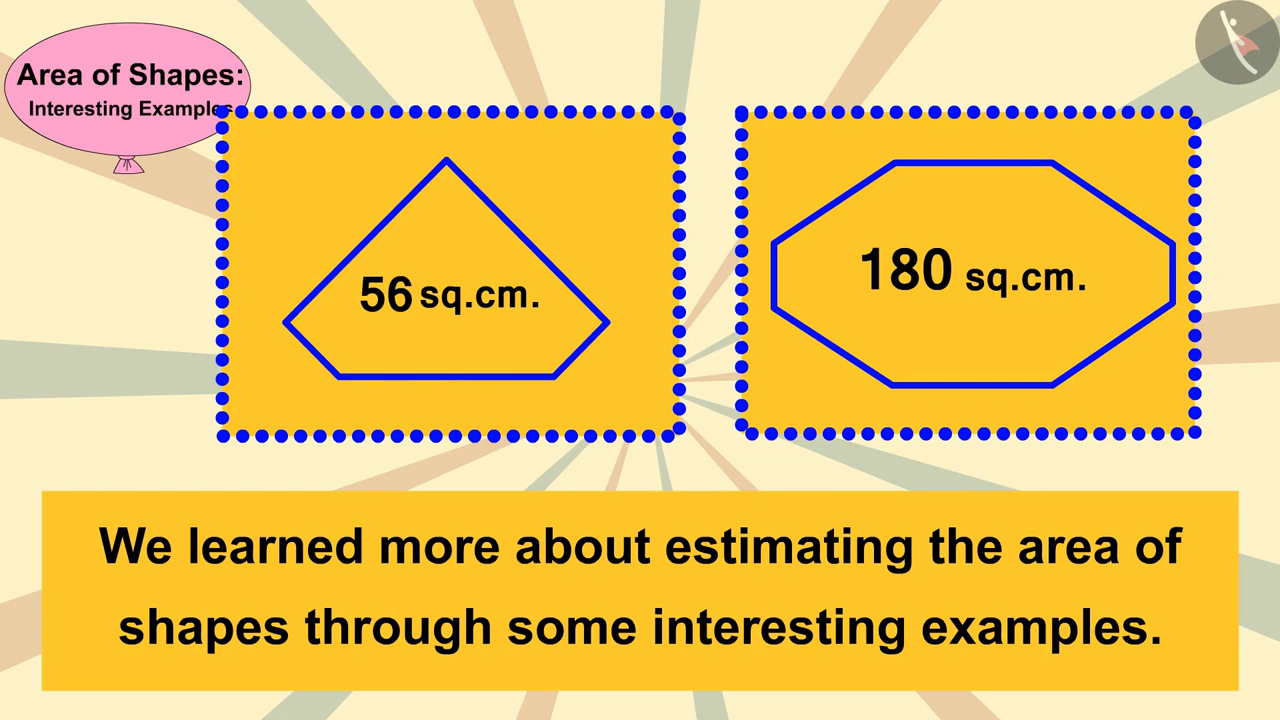 Area of Shapes:
Interesting Examples
56 sq.cm.
180 sq.cm.
We learned more about estimating the area of
shapes through some interesting examples.